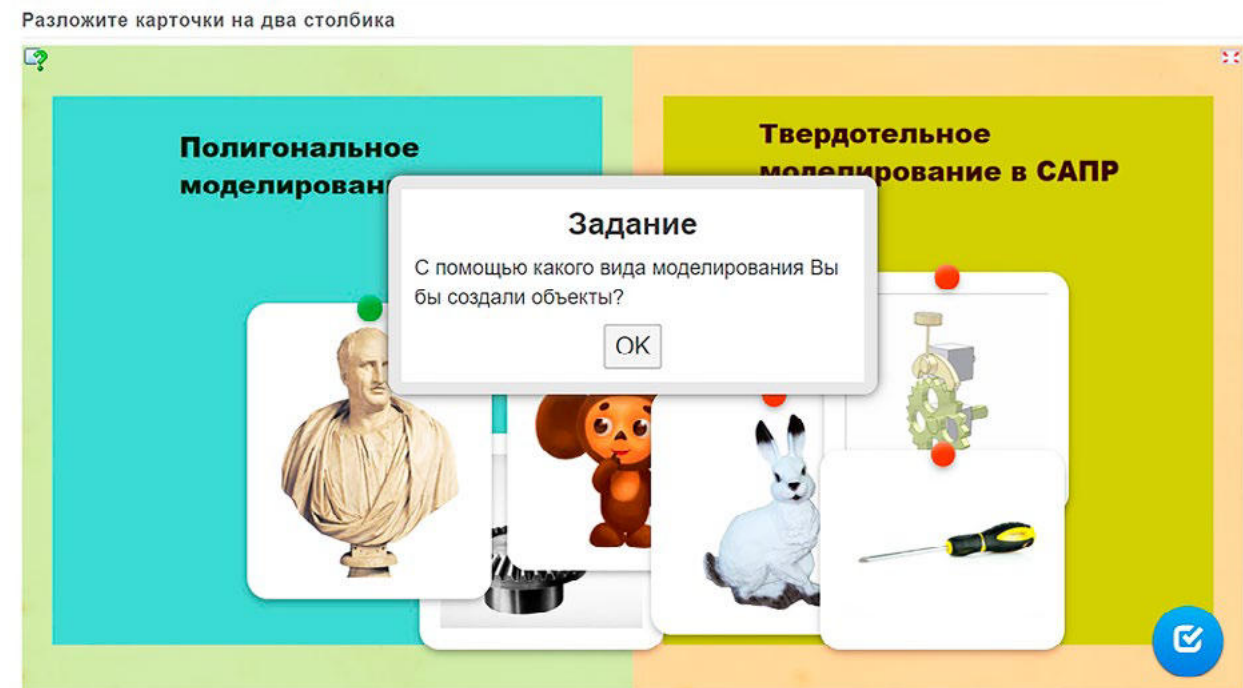 Разложите карточки на два столбика
Полигональное
моделирован
Твердотельное
моделирование в САПР
Задание
С помощью какого вида моделирования Вы
бы создали объекты?
OK